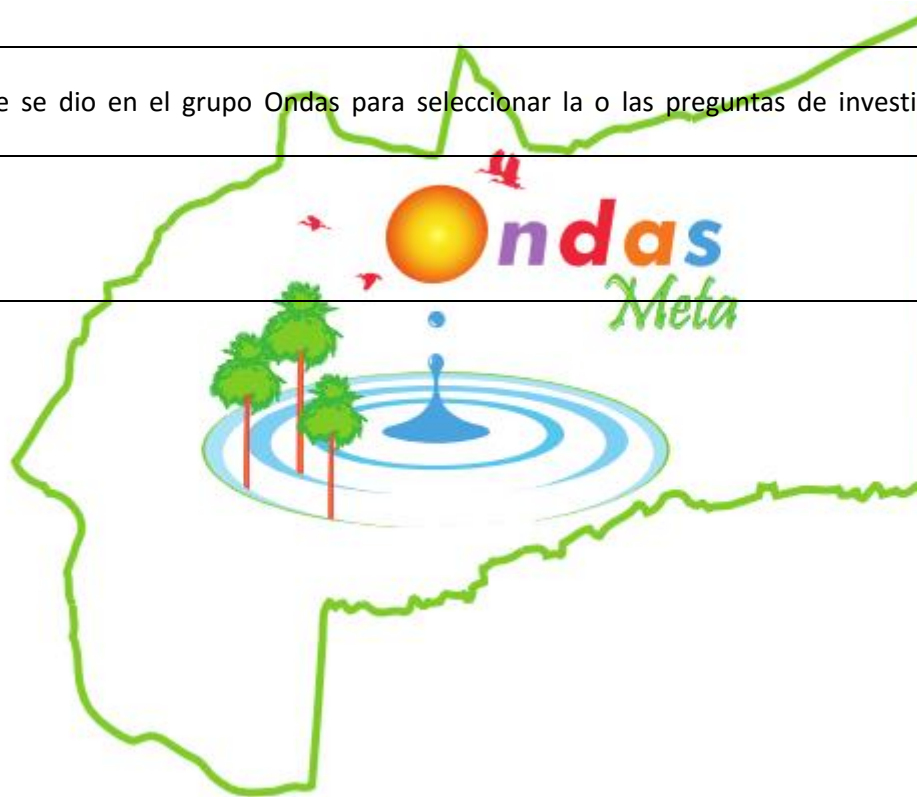 e se dio en el grupo Ondas para seleccionar la o las preguntas de investi
Ondas
Meta